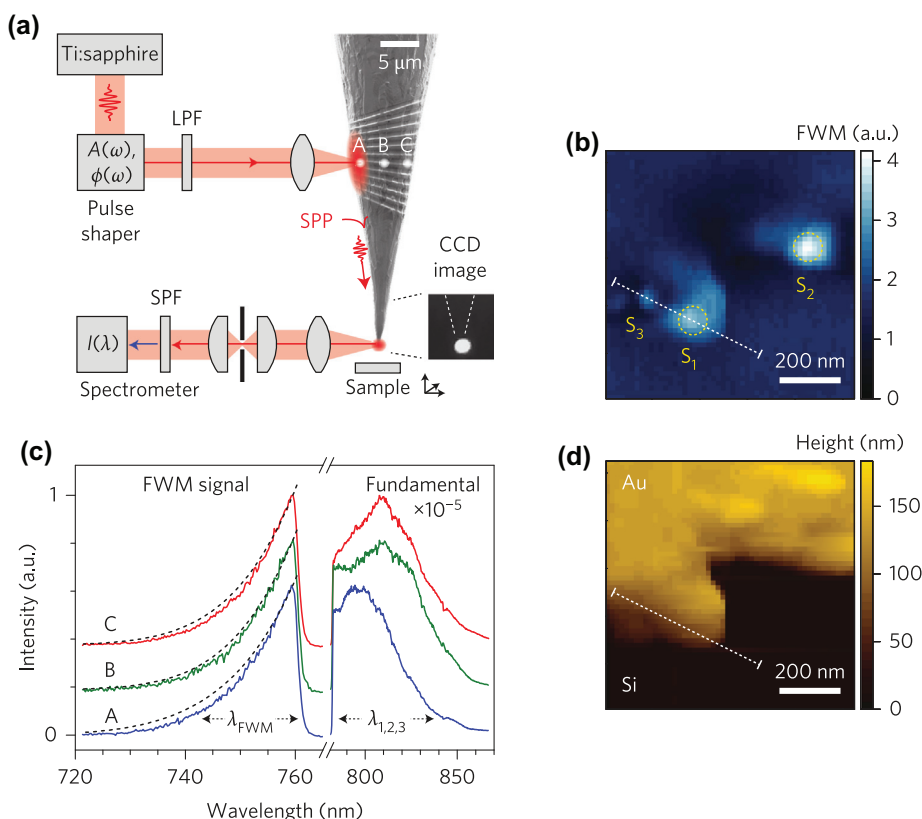 (a)
Ti:sapphire
5 μm
LPF
A(ω),
ϕ(ω)
Pulse
shaper
A B C
SPP
CCD
image
SPF
I(λ)
Spectrometer
Sample
(b)
FWM (a.u.)
4
3
2
1
0
S₂
S₃
S₁
200 nm
(c)
FWM signal
Fundamental
×10⁻⁵
1
0
Intensity (a.u.)
C
B
A
λFWM
λ1,2,3
720 740 760 800 850
Wavelength (nm)
(d)
Height (nm)
Au
150
100
50
0
200 nm
Si